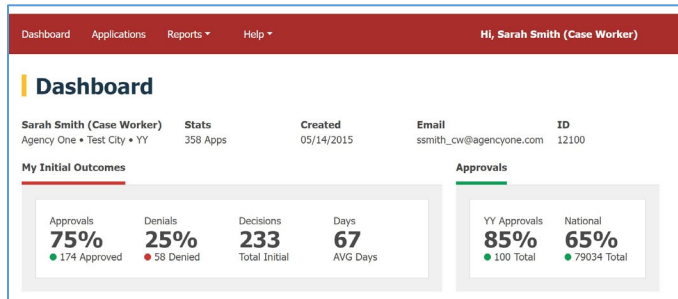 Dashboard Applications Reports Help Hi, Sarah Smith (Case Worker)
Dashboard
Sarah Smith (Case Worker) Stats Created Email ID
Agency One • Test City • YY 358 Apps 05/14/2015 ssmith_cw@agencyone.com 12100
My Initial Outcomes Approvals
Approvals Denials Decisions Days YY Approvals National
75% 25% 233 67 85% 65%
174 Approved 58 Denied Total Initial AVG Days 100 Total 79034 Total